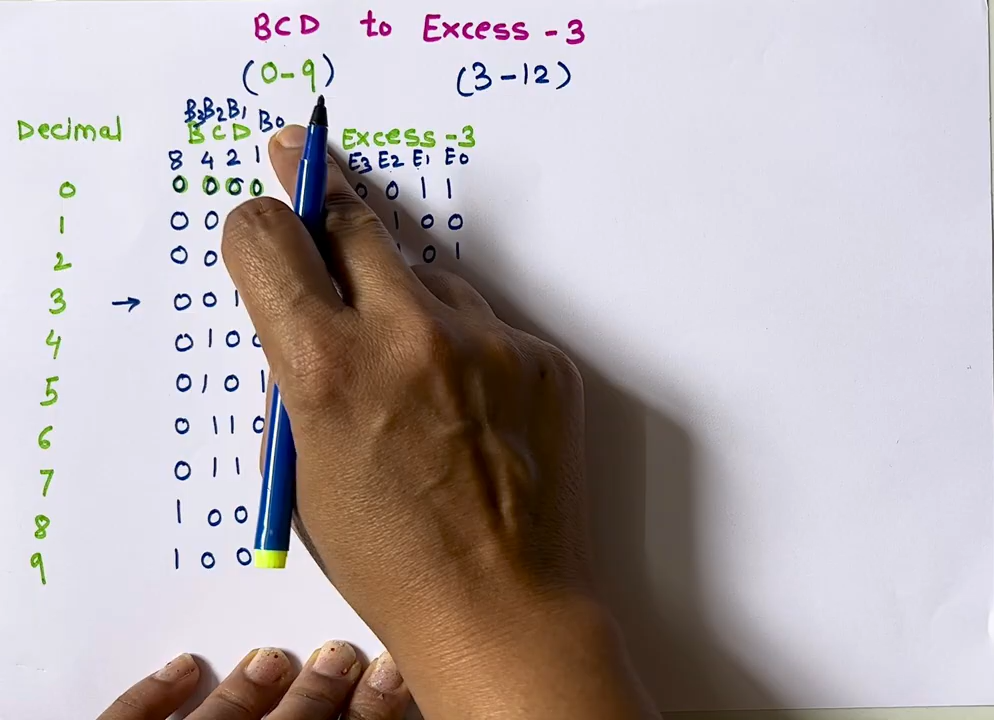 BCD to Excess-3
(0-9) (3-12)
B3 B2 B1 B0
Decimal BCD Excess-3
8 4 2 1 E3 E2 E1 E0
0 0 0 0 0 0 0 1 1
1 0 0 1 0 0
2 0 0 0 1
3 → 0 0 1
4 0 1 0 0
5 0 1 0 1
6 0 1 1 0
7 0 1 1
8 1 0 0
9 1 0 0